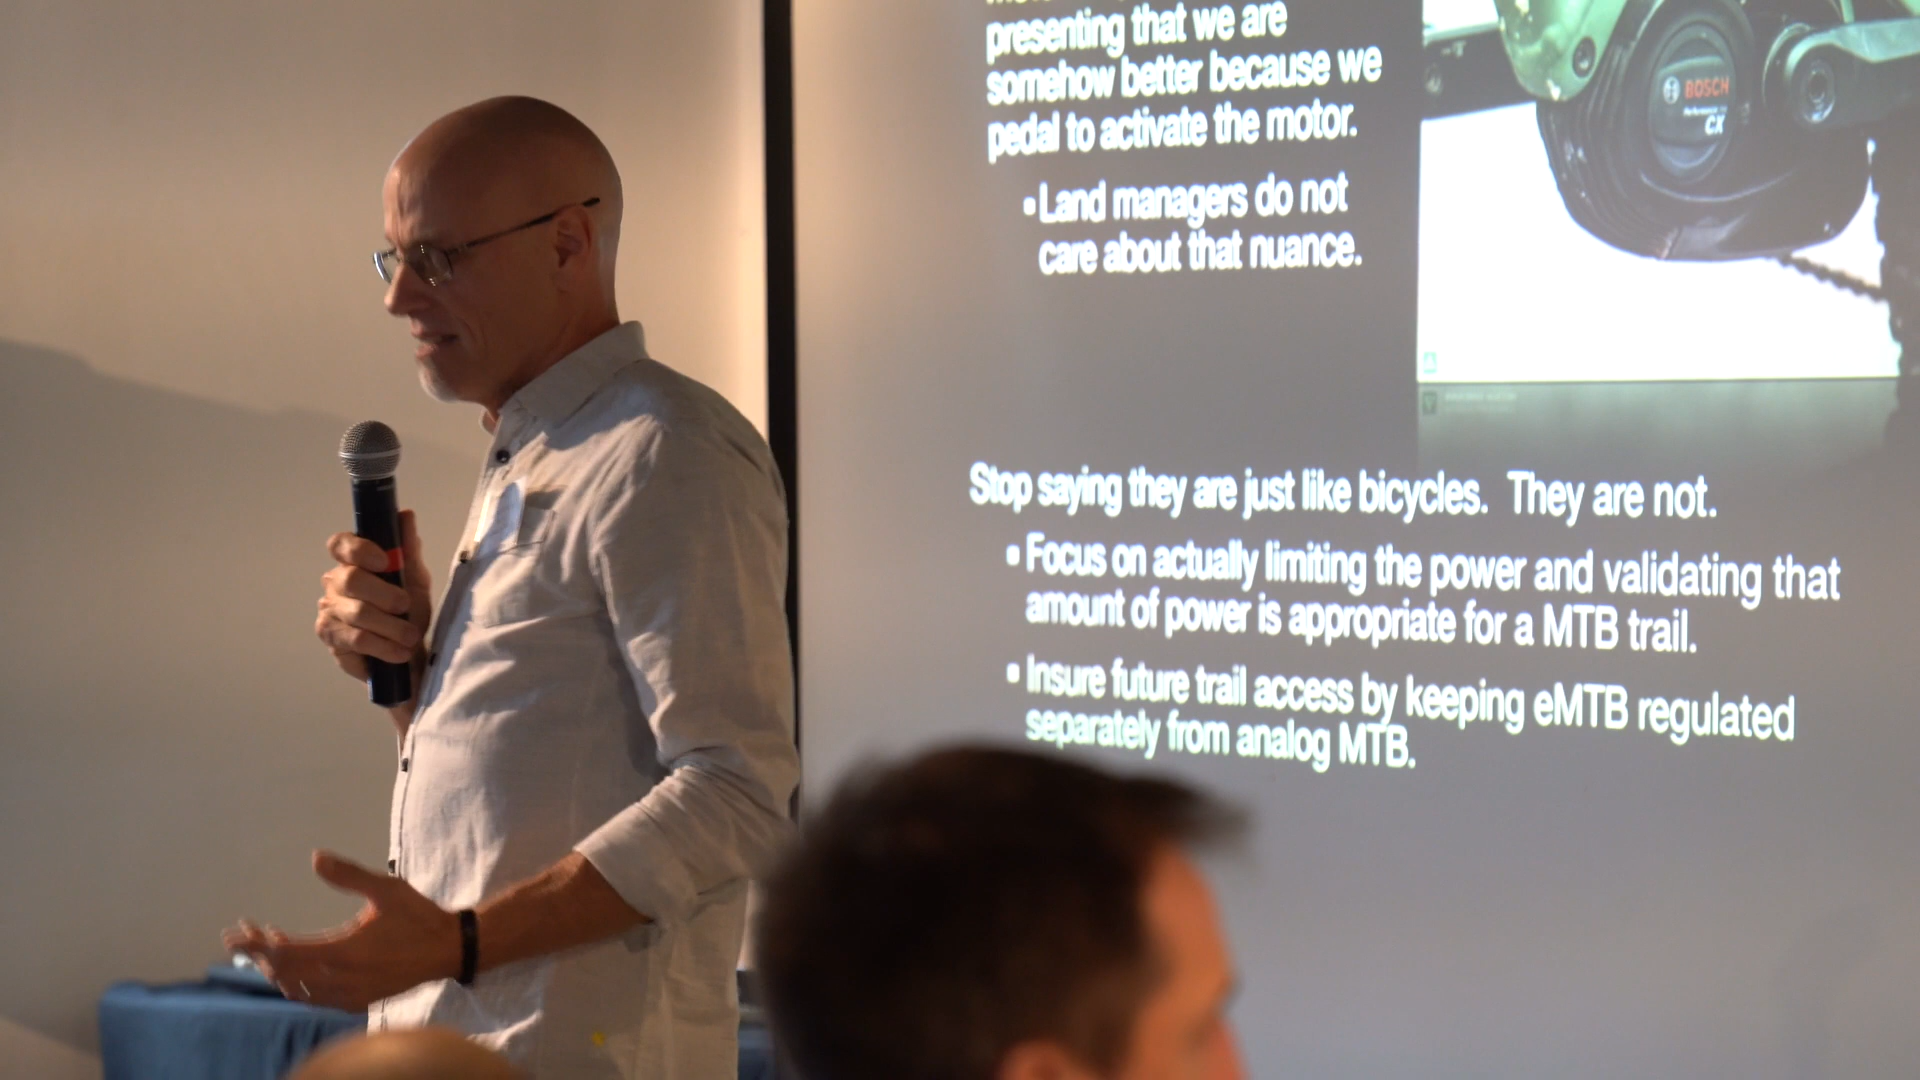 presenting that we are
somehow better because we
pedal to activate the motor.
▪Land managers do not
care about that nuance.
BOSCH
Performance
CX
Stop saying they are just like bicycles. They are not.
▪ Focus on actually limiting the power and validating that
amount of power is appropriate for a MTB trail.
▪ Insure future trail access by keeping eMTB regulated
separately from analog MTB.